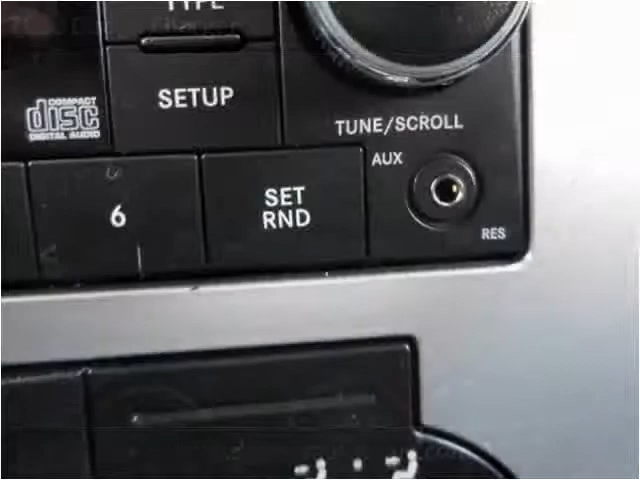 TYPE
SETUP
COMPACT
disc
DIGITAL AUDIO
TUNE/SCROLL
AUX
6
SET
RND
RES